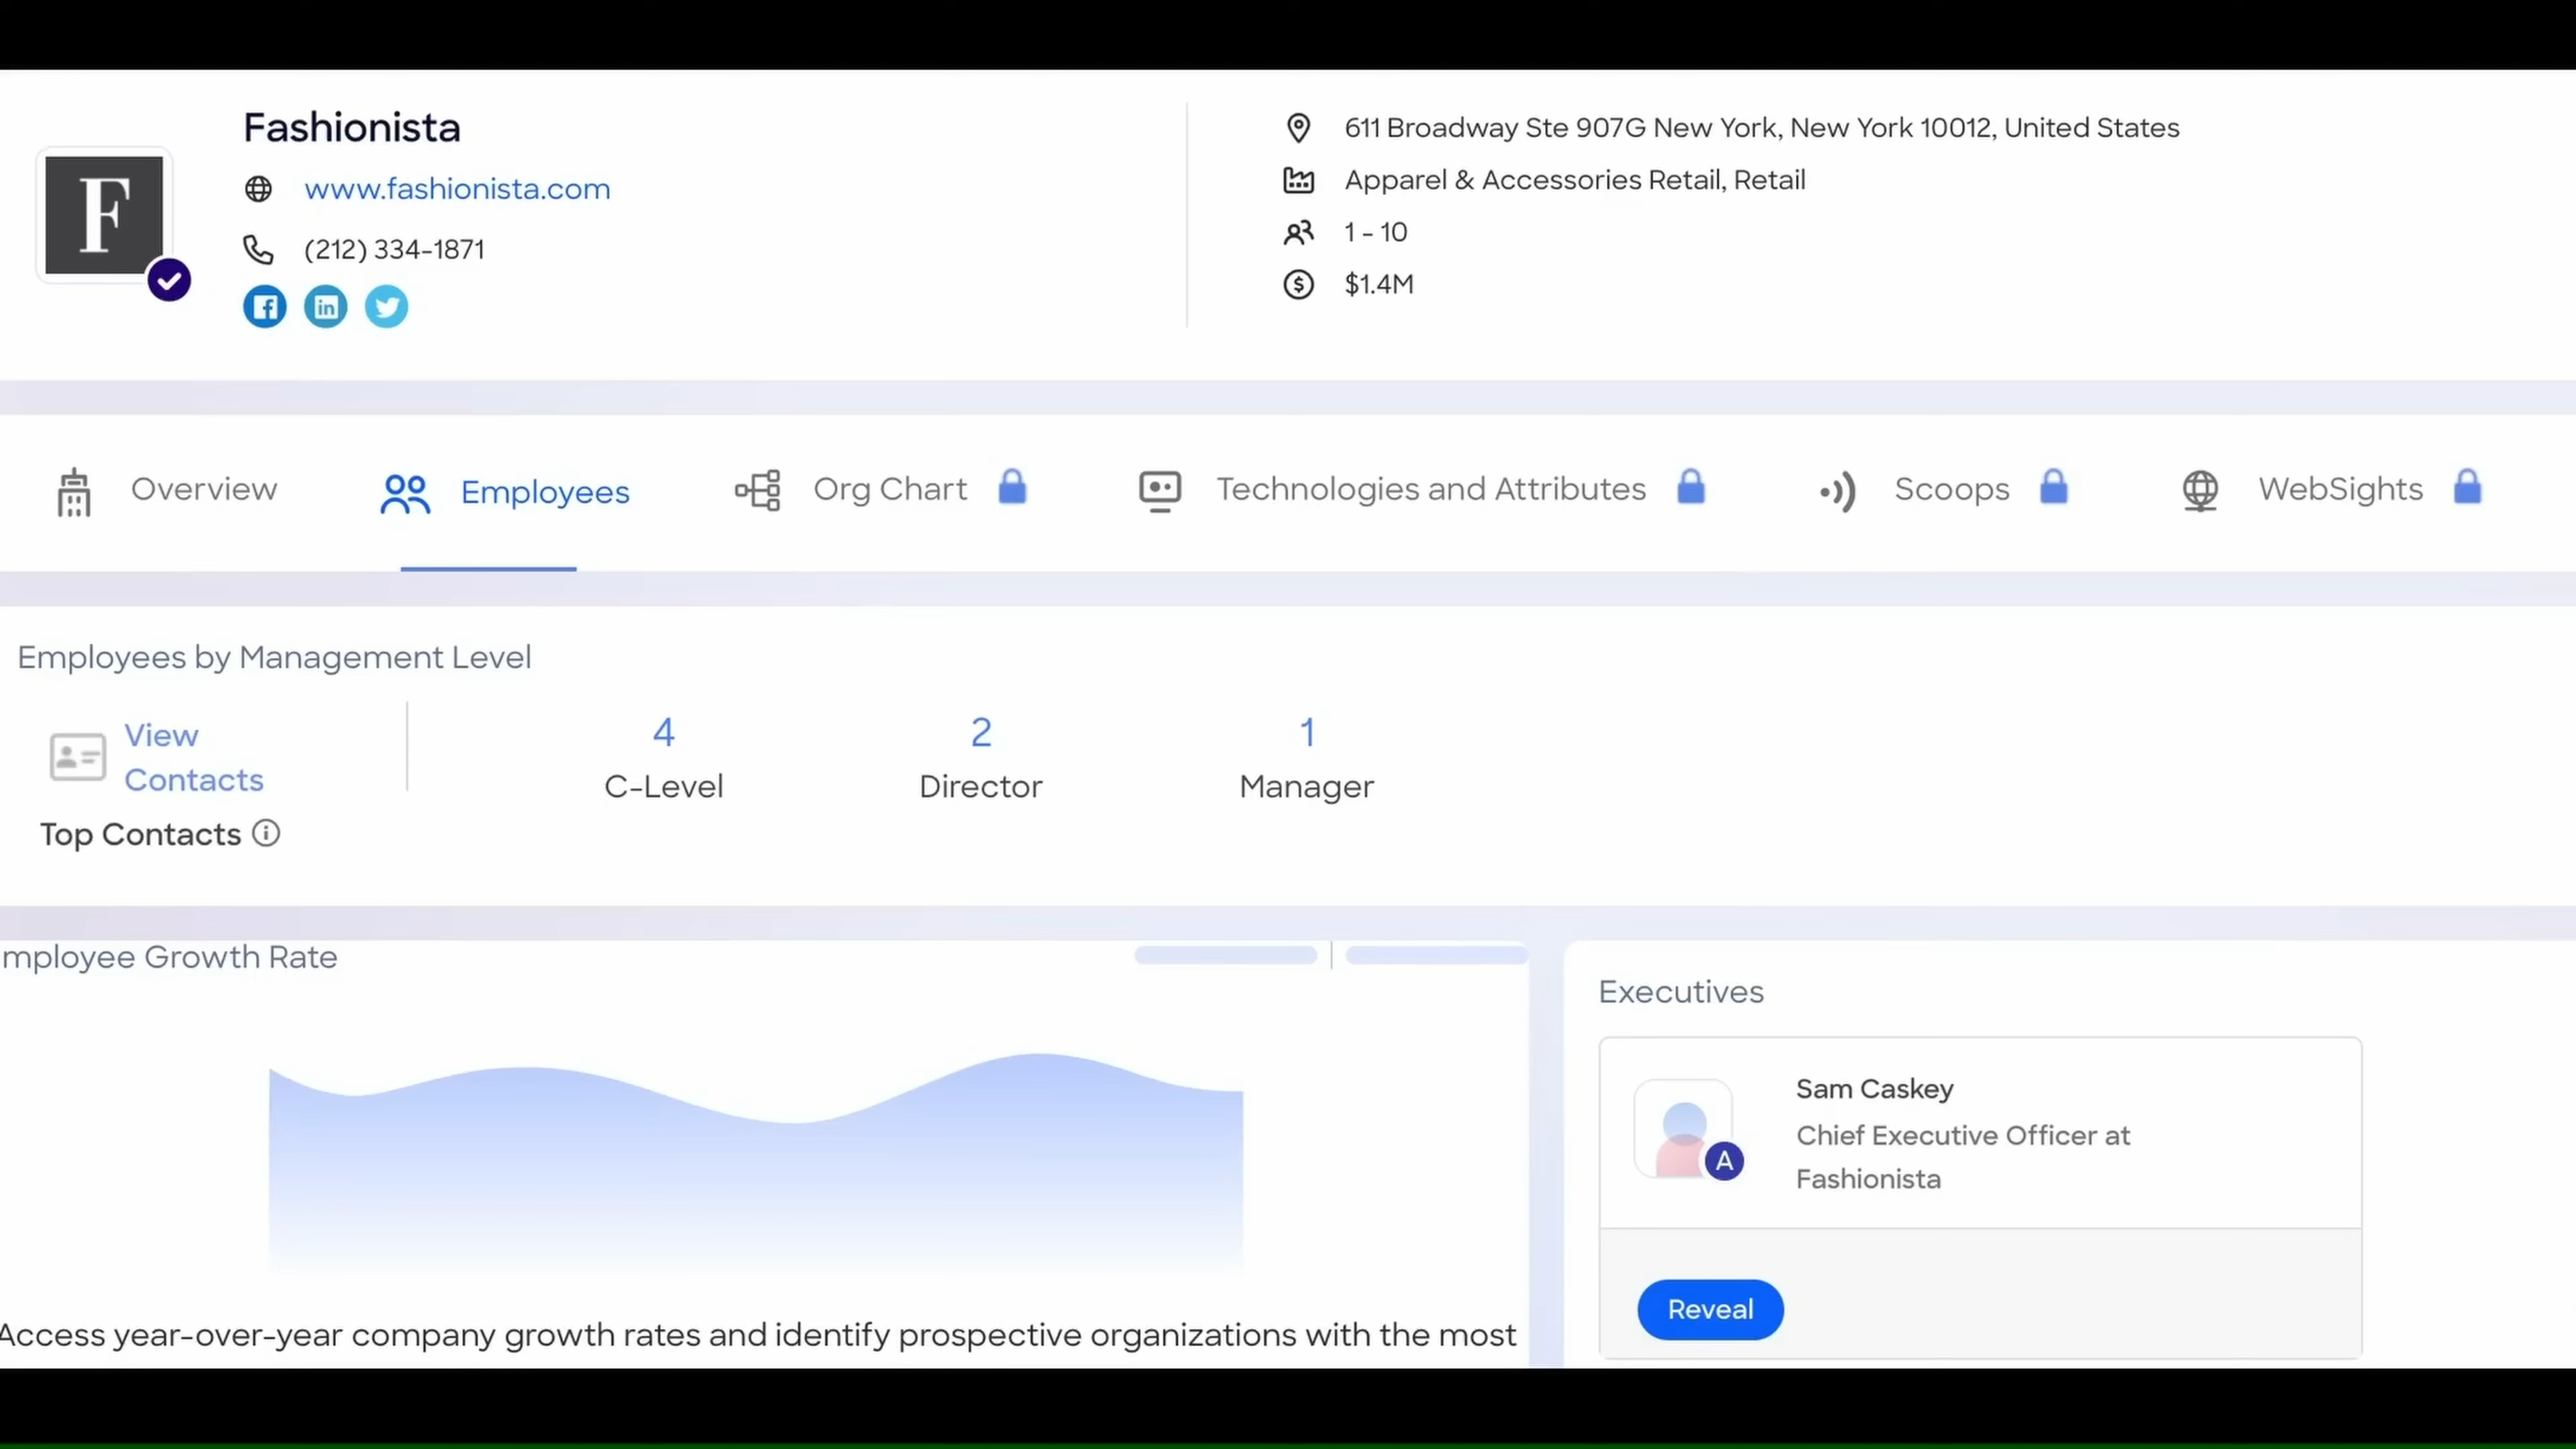 Fashionista
F
www.fashionista.com
(212) 334-1871
611 Broadway Ste 907G New York, New York 10012, United States
Apparel & Accessories Retail, Retail
1 - 10
$1.4M
Overview
Employees
Org Chart
Technologies and Attributes
Scoops
WebSights
Employees by Management Level
View
Contacts
Top Contacts
4
C-Level
2
Director
1
Manager
mployee Growth Rate
Access year-over-year company growth rates and identify prospective organizations with the most
Executives
Sam Caskey
Chief Executive Officer at
Fashionista
A
Reveal